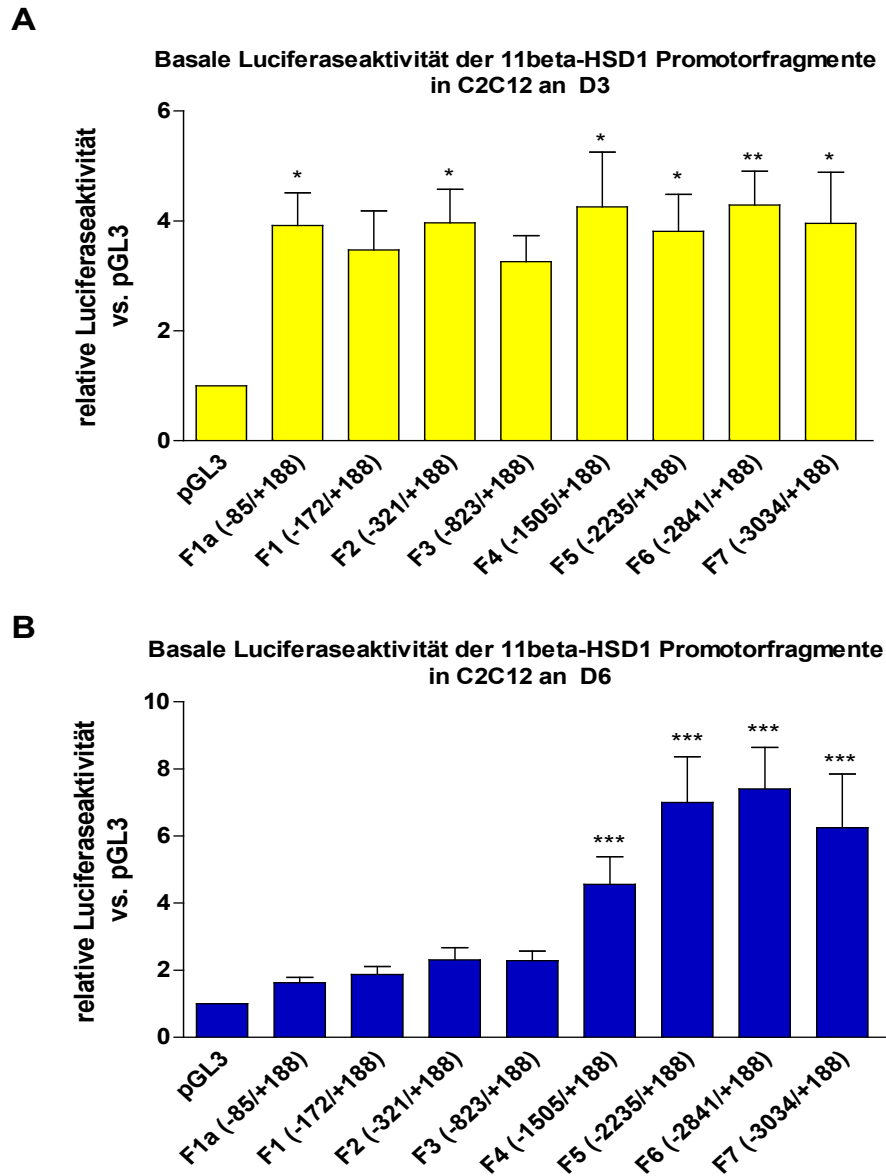 A
Basale Luciferaseaktivität der 11beta-HSD1 Promotorfragmente
in C2C12 an D3
relative Luciferaseaktivität
vs. pGL3
6
4
2
0
*
*
*
*
**
*
pGL3
F1a (-85/+188)
F1 (-172/+188)
F2 (-321/+188)
F3 (-823/+188)
F4 (-1505/+188)
F5 (-2235/+188)
F6 (-2841/+188)
F7 (-3034/+188)
B
Basale Luciferaseaktivität der 11beta-HSD1 Promotorfragmente
in C2C12 an D6
relative Luciferaseaktivität
vs. pGL3
10
8
6
4
2
0
***
***
***
***
pGL3
F1a (-85/+188)
F1 (-172/+188)
F2 (-321/+188)
F3 (-823/+188)
F4 (-1505/+188)
F5 (-2235/+188)
F6 (-2841/+188)
F7 (-3034/+188)